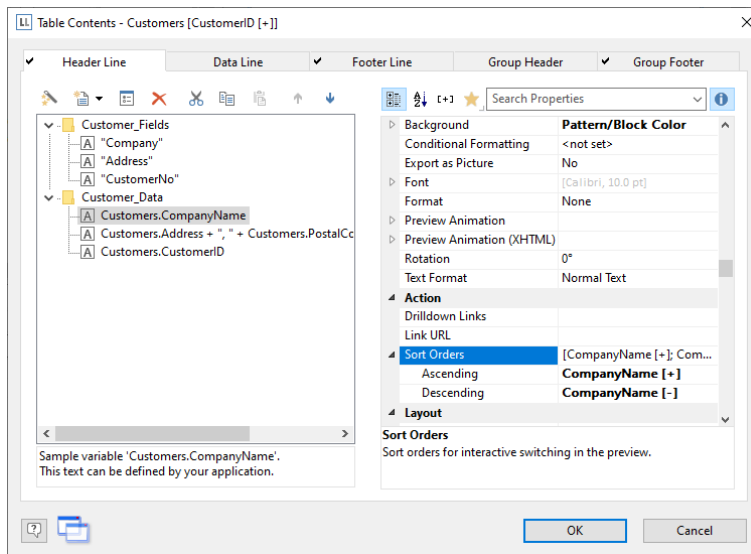 LL Table Contents - Customers [CustomerID [+]]
Header Line Data Line Footer Line Group Header Group Footer
Search Properties
Customer_Fields
"Company"
"Address"
"CustomerNo"
Customer_Data
Customers.CompanyName
Customers.Address + ", " + Customers.PostalCo
Customers.CustomerID
Background Pattern/Block Color
Conditional Formatting <not set>
Export as Picture No
Font [Calibri, 10.0 pt]
Format None
Preview Animation
Preview Animation (XHTML)
Rotation 0°
Text Format Normal Text
Action
Drilldown Links
Link URL
Sort Orders [CompanyName [+]; Com...
Ascending CompanyName [+]
Descending CompanyName [-]
Layout
Sample variable 'Customers.CompanyName'.
This text can be defined by your application.
Sort Orders
Sort orders for interactive switching in the preview.
OK Cancel